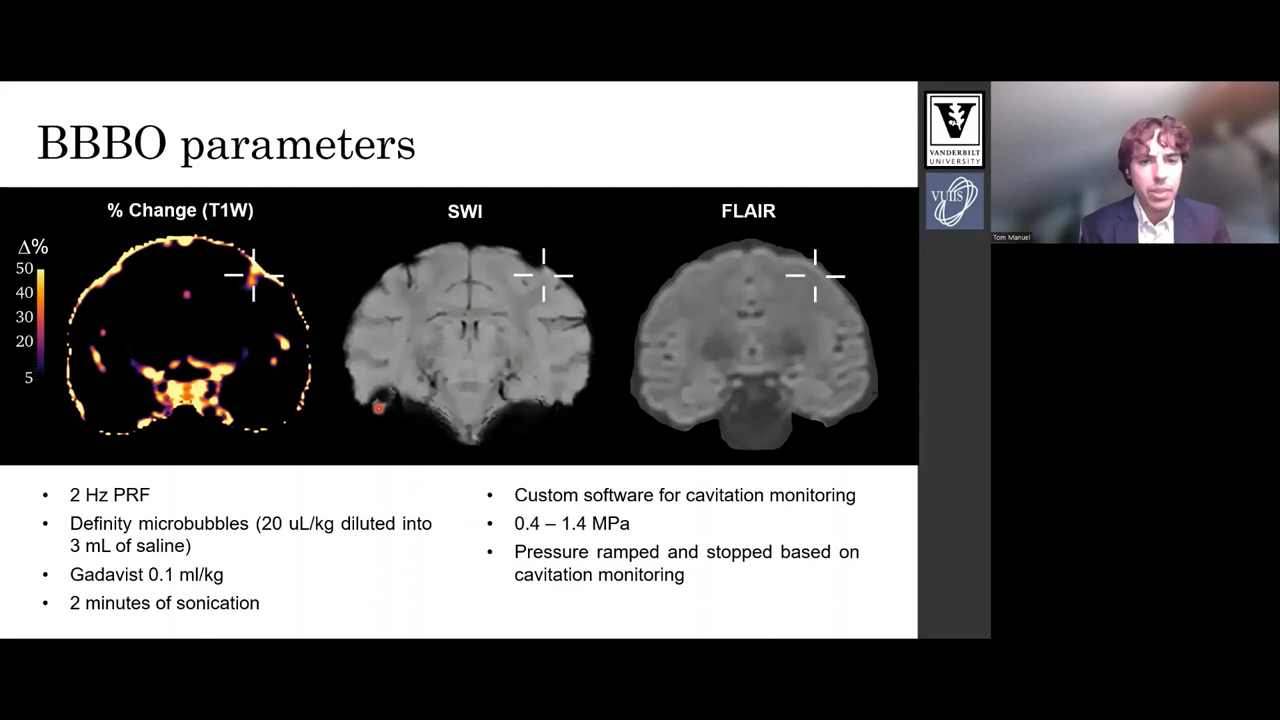 BBBO parameters
% Change (T1W)
SWI
FLAIR
Δ%
50
40
30
20
5
• 2 Hz PRF
• Definity microbubbles (20 uL/kg diluted into
3 mL of saline)
• Gadavist 0.1 ml/kg
• 2 minutes of sonication
• Custom software for cavitation monitoring
• 0.4 – 1.4 MPa
• Pressure ramped and stopped based on
cavitation monitoring
V
VANDERBILT
UNIVERSITY
VUIIS
Tom Manuel